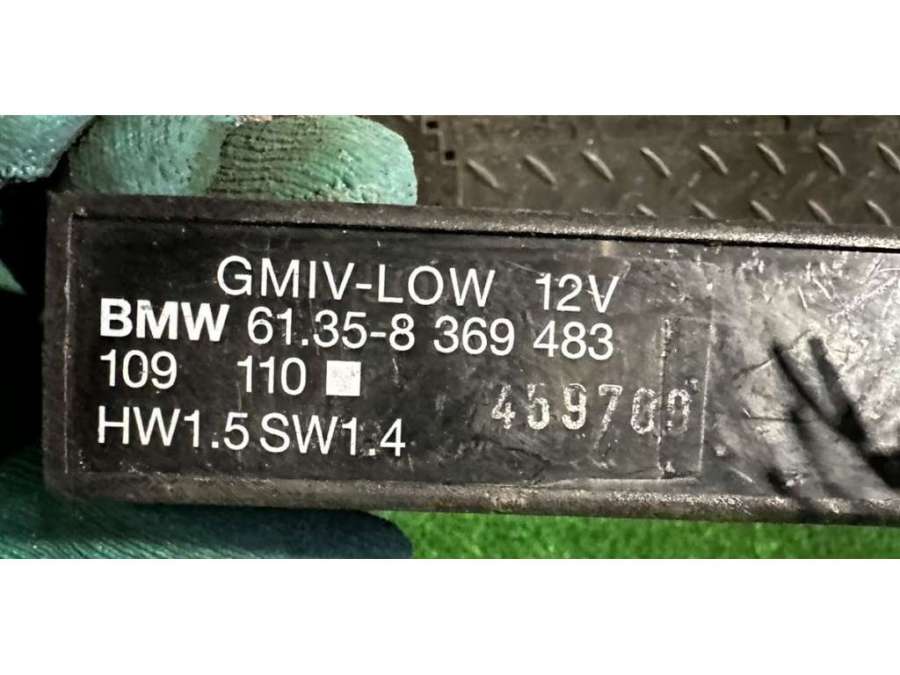 GMIV-LOW 12V
BMW 61.35-8 369 483
109 110
459709
HW1.5 SW1.4